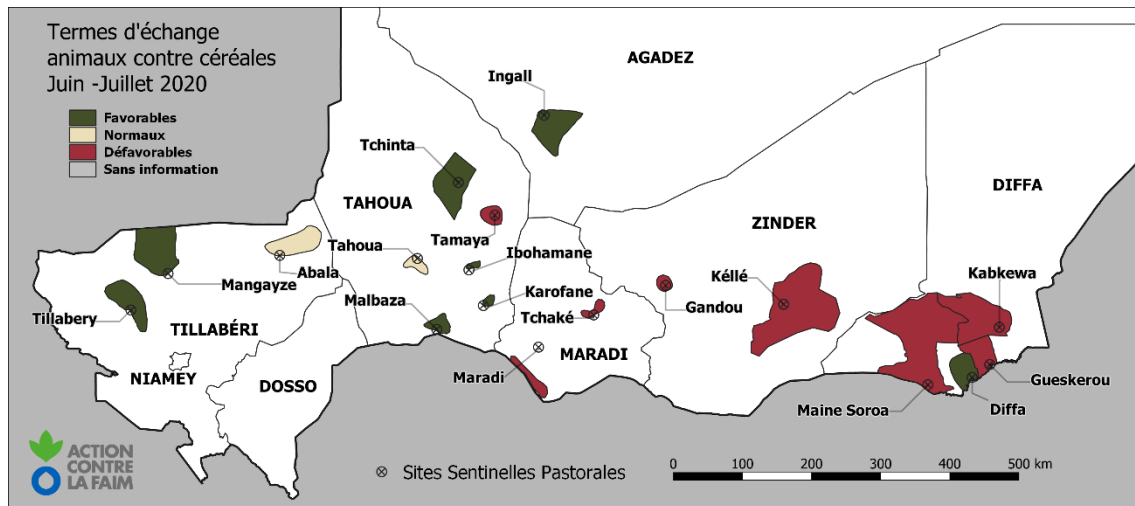 Termes d'échange
animaux contre céréales
Juin -Juillet 2020
Favorables
Normaux
Défavorables
Sans information
AGADEZ
Ingall
Tchinta
DIFFA
TAHOUA
ZINDER
Tamaya
Tahoua
Ibohamane
Abala
Kéllé
Kabkewa
Mangayze
Karofane
Gandou
Malbaza
Tillabery
Tchaké
TILLABÉRI
MARADI
Maradi
Gueskerou
NIAMEY
DOSSO
Maine Soroa
Diffa
ACTION
CONTRE
LA FAIM
Sites Sentinelles Pastorales
0 100 200 300 400 500 km